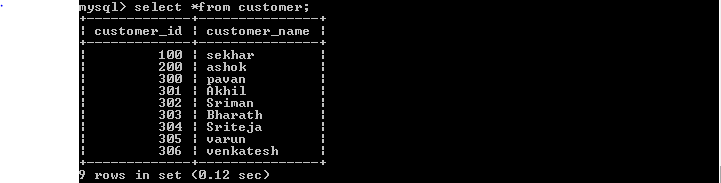 mysql> select *from customer;
+-------------+---------------+
| customer_id | customer_name |
+-------------+---------------+
| 100 | sekhar |
| 200 | ashok |
| 300 | pavan |
| 301 | Akhil |
| 302 | Sriman |
| 303 | Bharath |
| 304 | Sriteja |
| 305 | varun |
| 306 | venkatesh |
+-------------+---------------+
9 rows in set (0.12 sec)